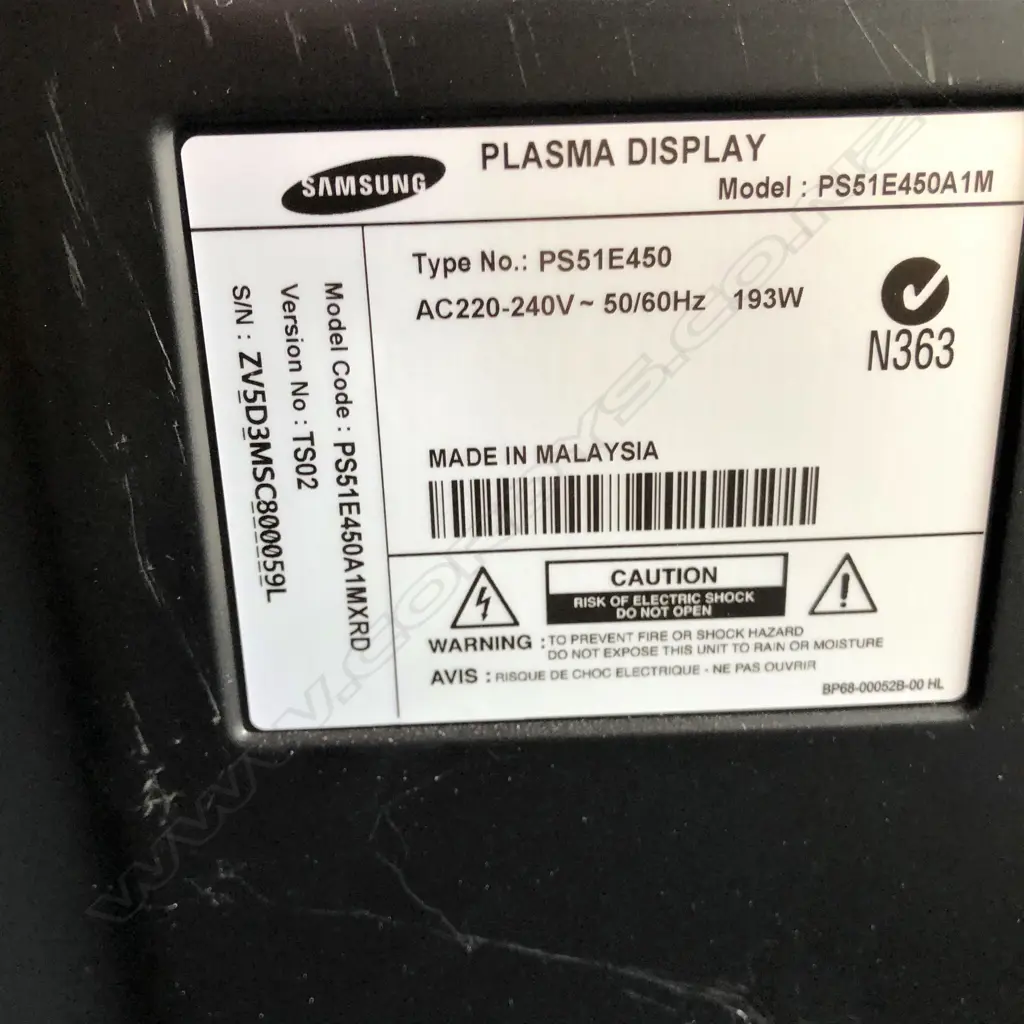 SAMSUNG
PLASMA DISPLAY
Model : PS51E450A1M
Type No.: PS51E450
AC220-240V ~ 50/60Hz 193W
N363
MADE IN MALAYSIA
Model Code : PS51E450A1MXRD
Version No : TS02
S/N : ZV5D3MSC800059L
CAUTION
RISK OF ELECTRIC SHOCK
DO NOT OPEN
WARNING : TO PREVENT FIRE OR SHOCK HAZARD
DO NOT EXPOSE THIS UNIT TO RAIN OR MOISTURE
AVIS : RISQUE DE CHOC ELECTRIQUE - NE PAS OUVRIR
BP68-00052B-00 HL